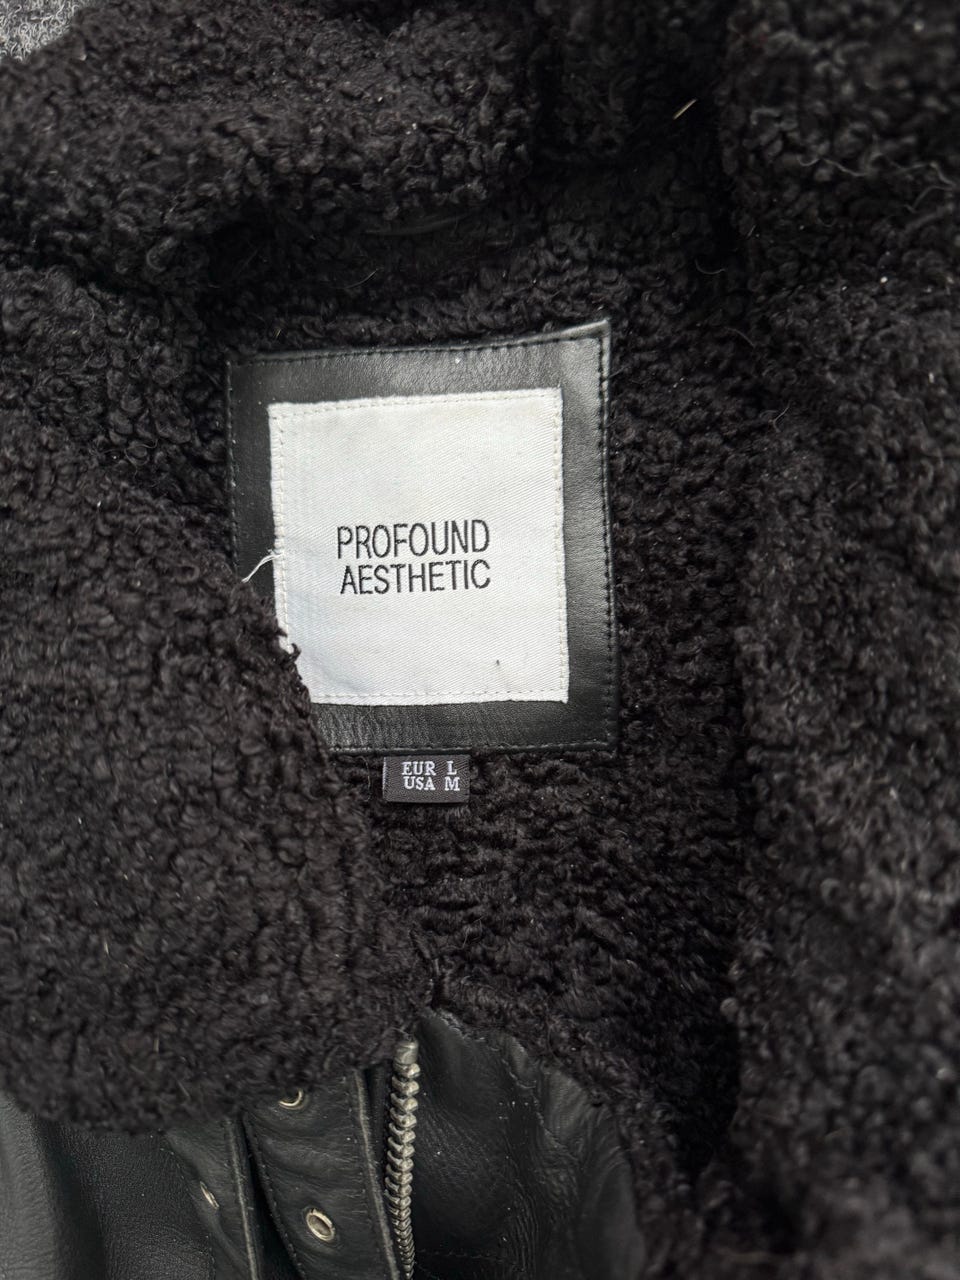 PROFOUND
AESTHETIC
EUR L
USA M